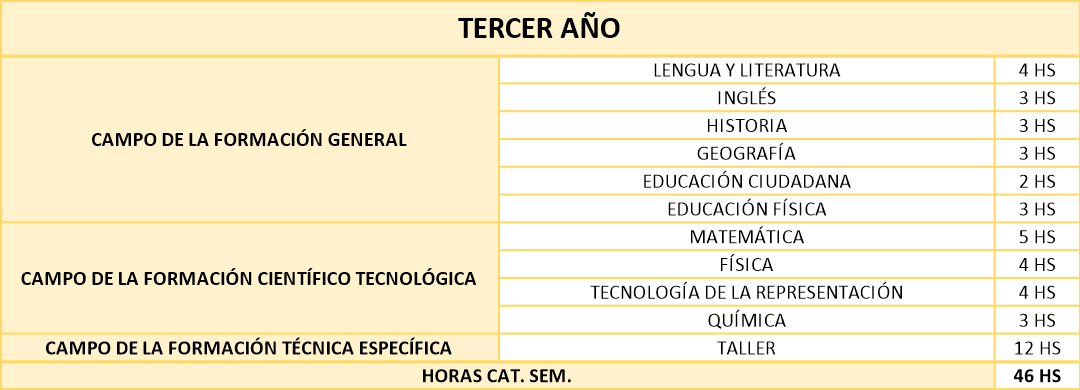 TERCER AÑO
CAMPO DE LA FORMACIÓN GENERAL
LENGUA Y LITERATURA 4 HS
INGLÉS 3 HS
HISTORIA 3 HS
GEOGRAFÍA 3 HS
EDUCACIÓN CIUDADANA 2 HS
EDUCACIÓN FÍSICA 3 HS
CAMPO DE LA FORMACIÓN CIENTÍFICO TECNOLÓGICA
MATEMÁTICA 5 HS
FÍSICA 4 HS
TECNOLOGÍA DE LA REPRESENTACIÓN 4 HS
QUÍMICA 3 HS
CAMPO DE LA FORMACIÓN TÉCNICA ESPECÍFICA TALLER 12 HS
HORAS CAT. SEM. 46 HS